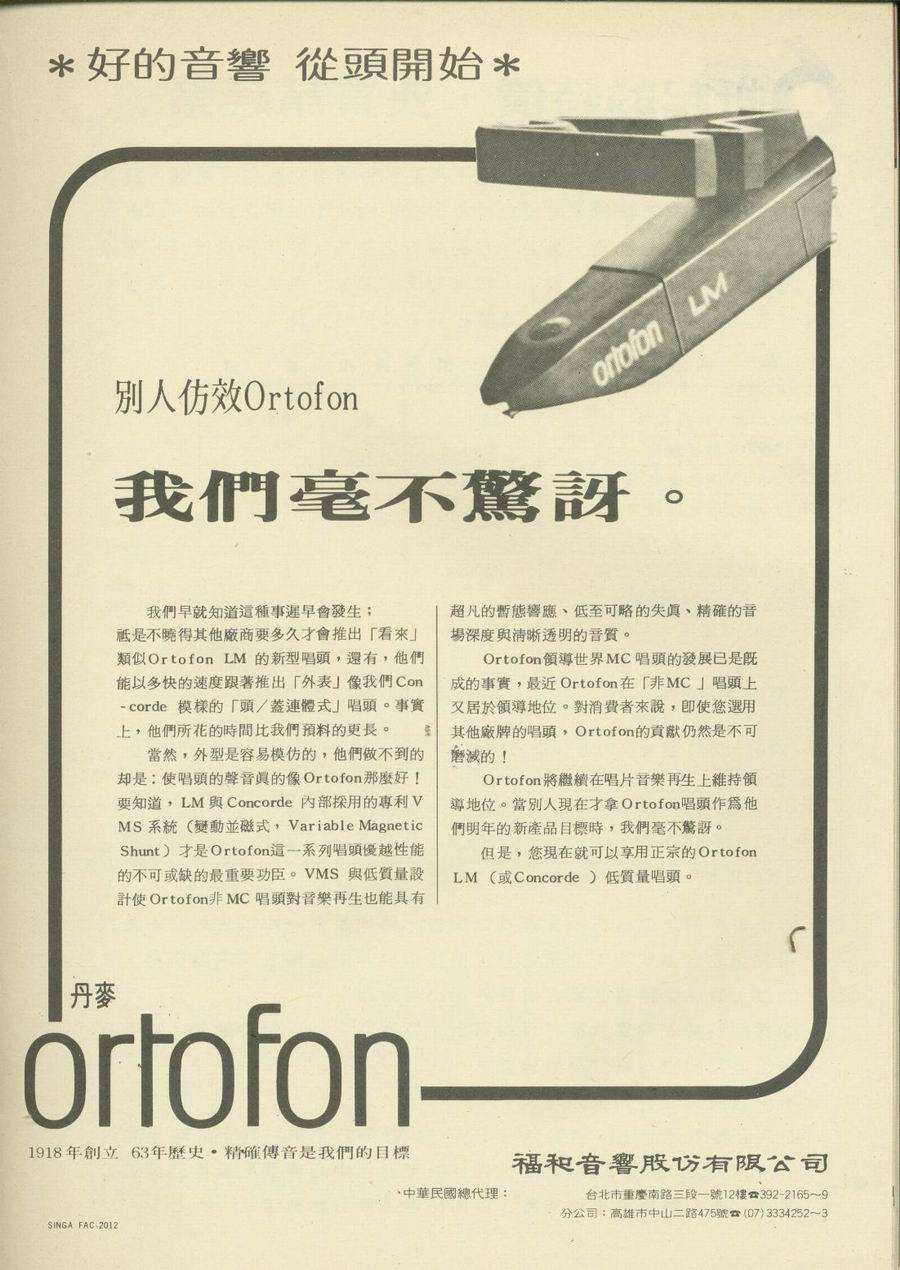 ＊好的音響 從頭開始＊
ortofon LM
別人仿效Ortofon
我們毫不驚訝。
我們早就知道這種事遲早會發生；
祗是不曉得其他廠商要多久才會推出「看來」
類似Ortofon LM 的新型唱頭，還有，他們
能以多快的速度跟著推出「外表」像我們Con
-corde 模樣的「頭／蓋連體式」唱頭。事實
上，他們所花的時間比我們預料的更長。
當然，外型是容易模仿的，他們做不到的
却是：使唱頭的聲音眞的像Ortofon那麼好！
要知道，LM與Concorde 內部採用的專利V
MS 系統（變動並磁式，Variable Magnetic
Shunt）才是Ortofon這一系列唱頭優越性能
的不可或缺的最重要功臣。VMS 與低質量設
計使Ortofon非MC 唱頭對音樂再生也能具有
超凡的暫態響應、低至可略的失眞、精確的音
場深度與清晰透明的音質。
Ortofon領導世界MC 唱頭的發展已是既
成的事實，最近Ortofon在「非MC 」唱頭上
又居於領導地位。對消費者來說，即使您選用
其他廠牌的唱頭，Ortofon的貢獻仍然是不可
磨滅的！
Ortofon將繼續在唱片音樂再生上維持領
導地位。當別人現在才拿Ortofon唱頭作爲他
們明年的新產品目標時，我們毫不驚訝。
但是，您現在就可以享用正宗的Ortofon
LM （或Concorde ）低質量唱頭。
丹麥
ortofon
1918年創立 63年歷史・精確傳音是我們的目標
福和音響股份有限公司
中華民國總代理： 台北市重慶南路三段一號12樓☎392-2165～9
分公司：高雄市中山二路475號☎(07)3334252～3
SINGA FAC-2012